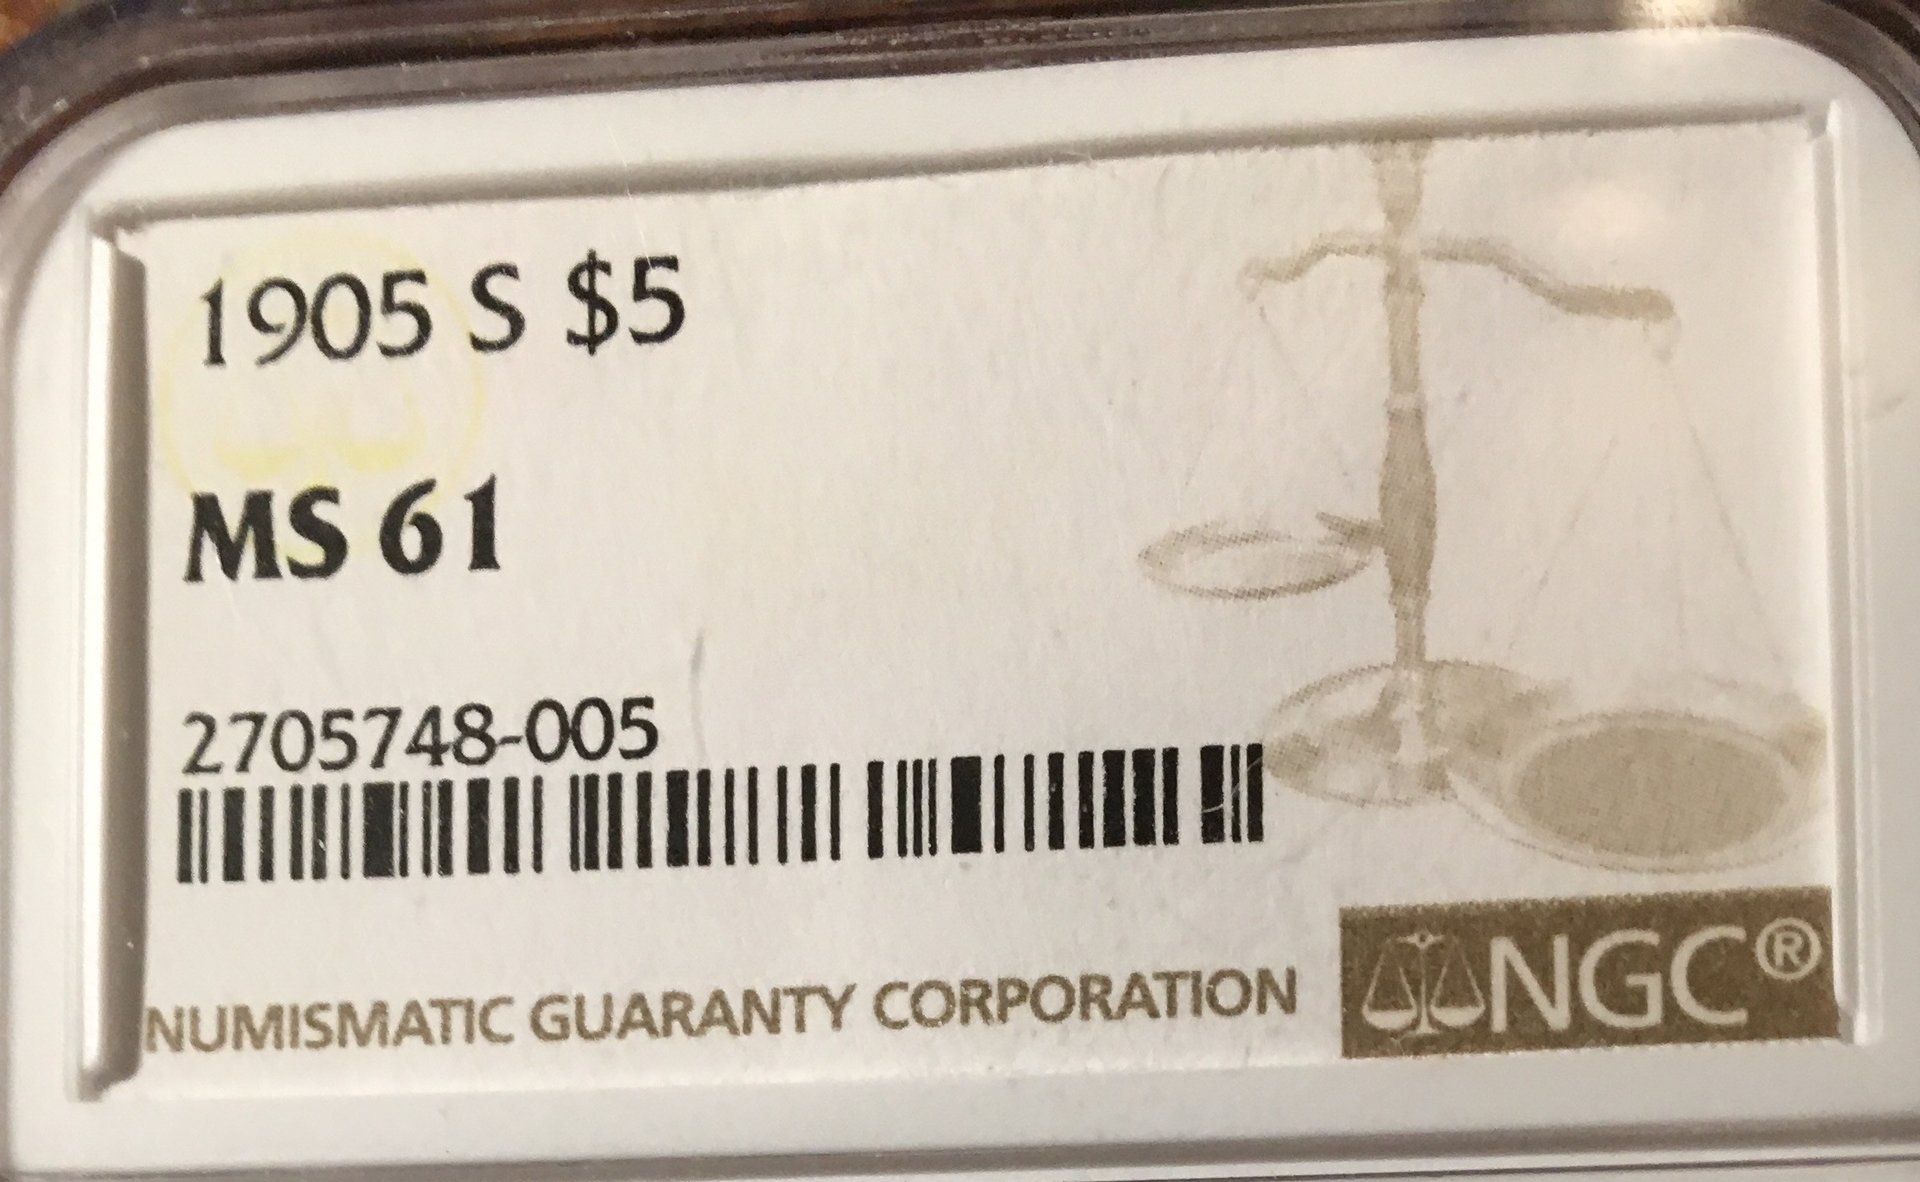 1905 S $5
MS 61
2705748-005
NUMISMATIC GUARANTY CORPORATION
NGC®